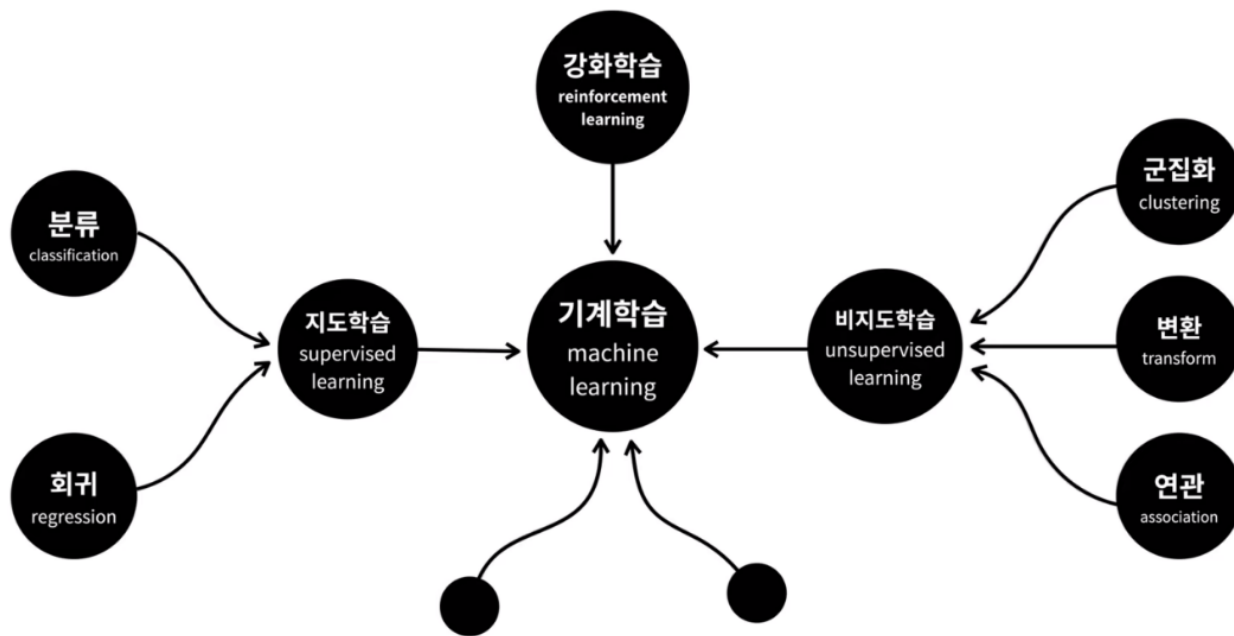 강화학습
reinforcement
learning
분류
classification
회귀
regression
지도학습
supervised
learning
기계학습
machine
learning
비지도학습
unsupervised
learning
군집화
clustering
변환
transform
연관
association